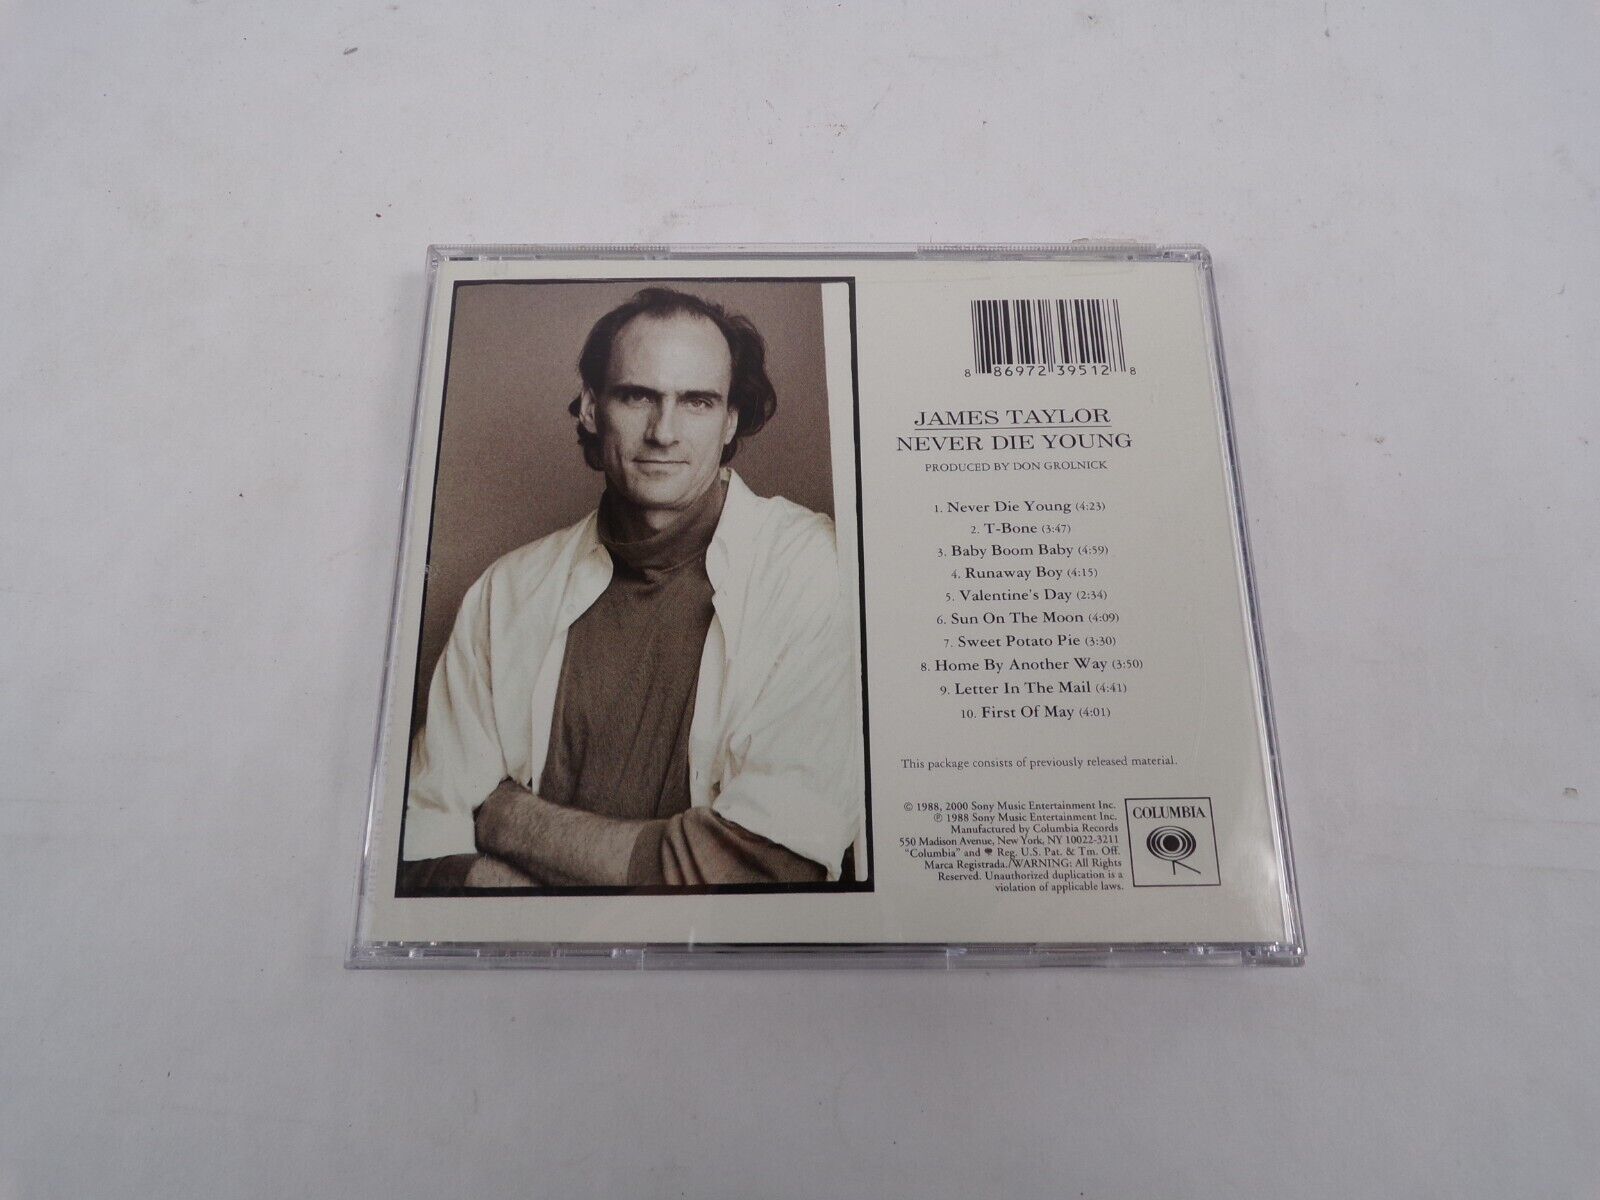 8 86972 39512 8
JAMES TAYLOR
NEVER DIE YOUNG
PRODUCED BY DON GROLNICK
1. Never Die Young (4:23)
2. T-Bone (3:47)
3. Baby Boom Baby (4:59)
4. Runaway Boy (4:15)
5. Valentine's Day (2:34)
6. Sun On The Moon (4:09)
7. Sweet Potato Pie (3:30)
8. Home By Another Way (3:50)
9. Letter In The Mail (4:41)
10. First Of May (4:01)
This package consists of previously released material.
© 1988, 2000 Sony Music Entertainment Inc.
℗ 1988 Sony Music Entertainment Inc.
Manufactured by Columbia Records
550 Madison Avenue, New York, NY 10022-3211
"Columbia" and Reg. U.S. Pat. & Tm. Off.
Marca Registrada./WARNING: All Rights
Reserved. Unauthorized duplication is a
violation of applicable laws.
COLUMBIA